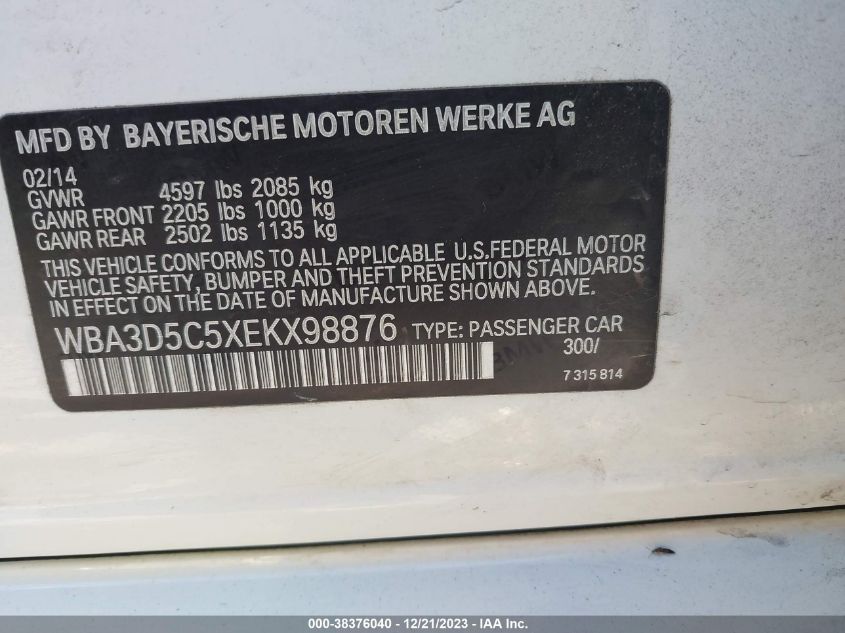 MFD BY BAYERISCHE MOTOREN WERKE AG
02/14
GVWR 4597 lbs 2085 kg
GAWR FRONT 2205 lbs 1000 kg
GAWR REAR 2502 lbs 1135 kg
THIS VEHICLE CONFORMS TO ALL APPLICABLE U.S.FEDERAL MOTOR
VEHICLE SAFETY, BUMPER AND THEFT PREVENTION STANDARDS
IN EFFECT ON THE DATE OF MANUFACTURE SHOWN ABOVE.
WBA3D5C5XEKX98876 TYPE: PASSENGER CAR
300/
7 315 814
000-38376040 - 12/21/2023 - IAA Inc.